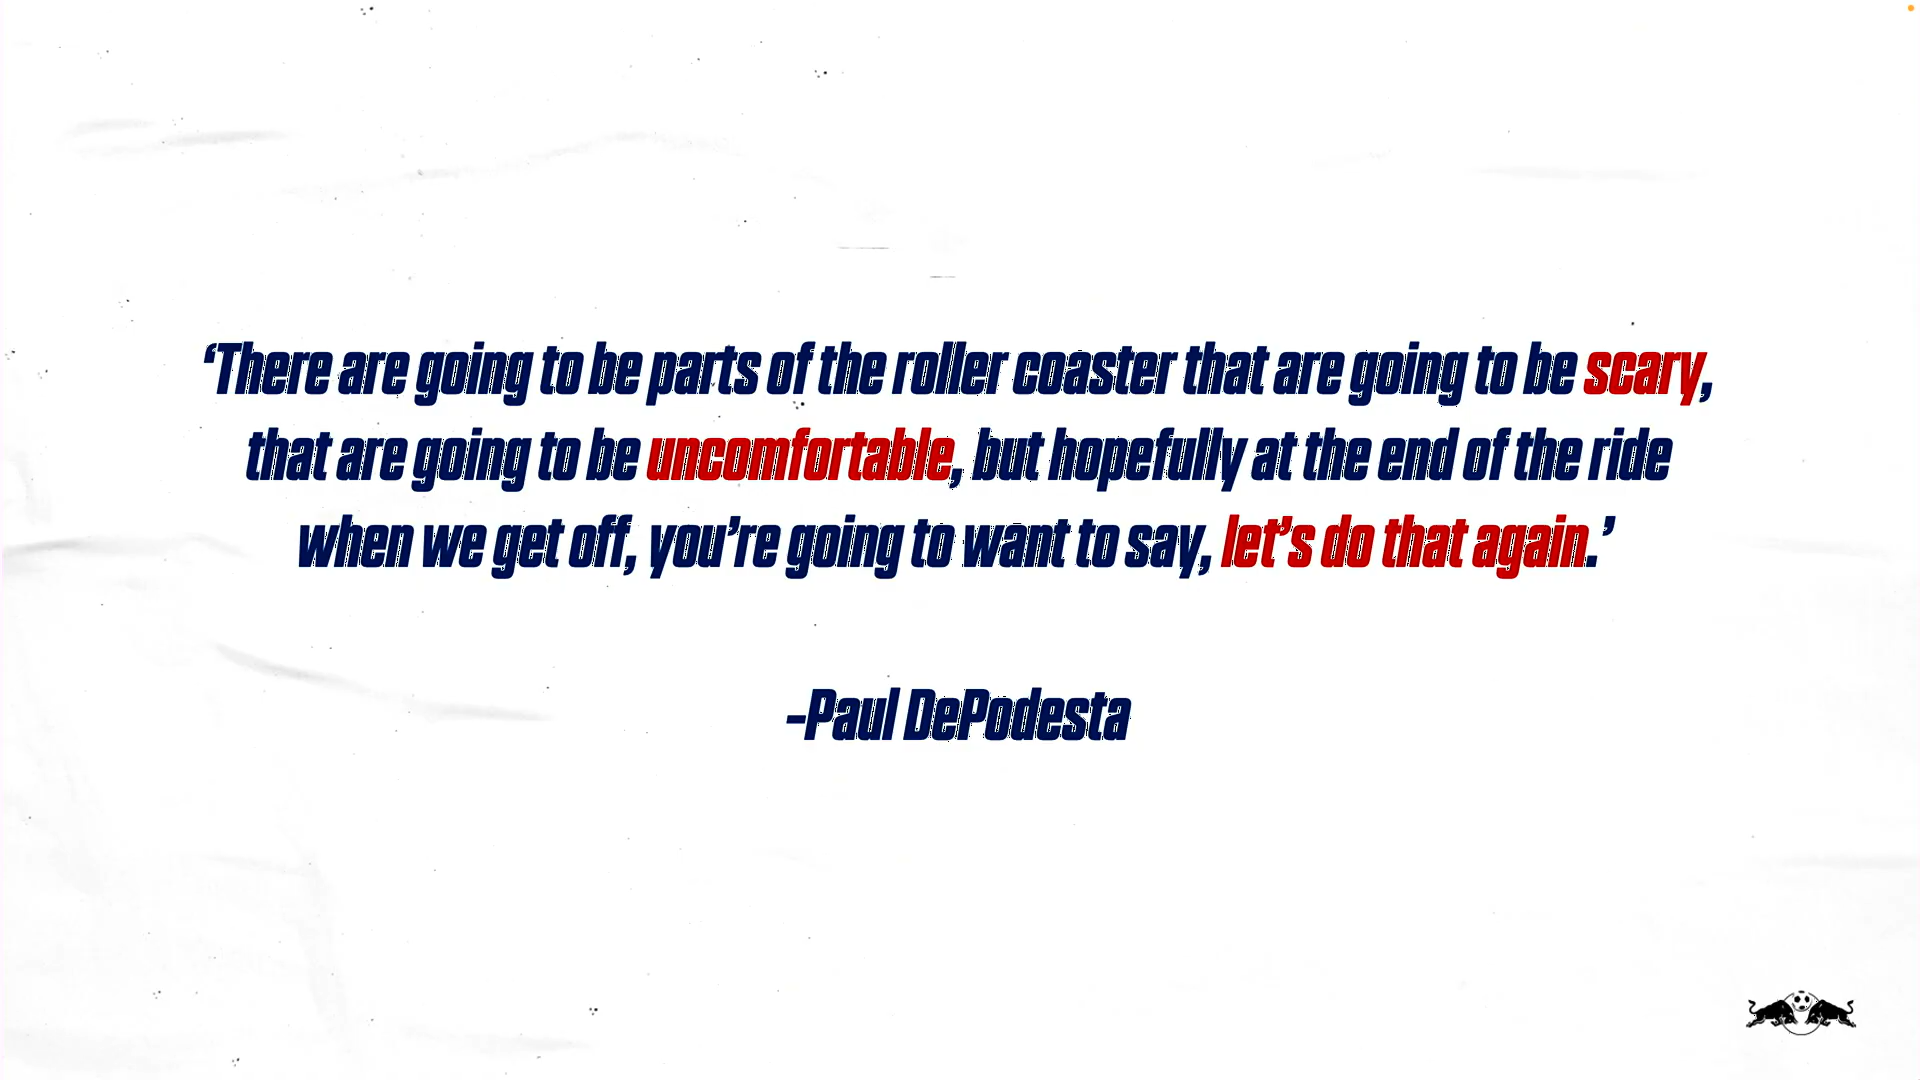 ‘There are going to be parts of the roller coaster that are going to be scary,
that are going to be uncomfortable, but hopefully at the end of the ride
when we get off, you’re going to want to say, let’s do that again.’
-Paul DePodesta